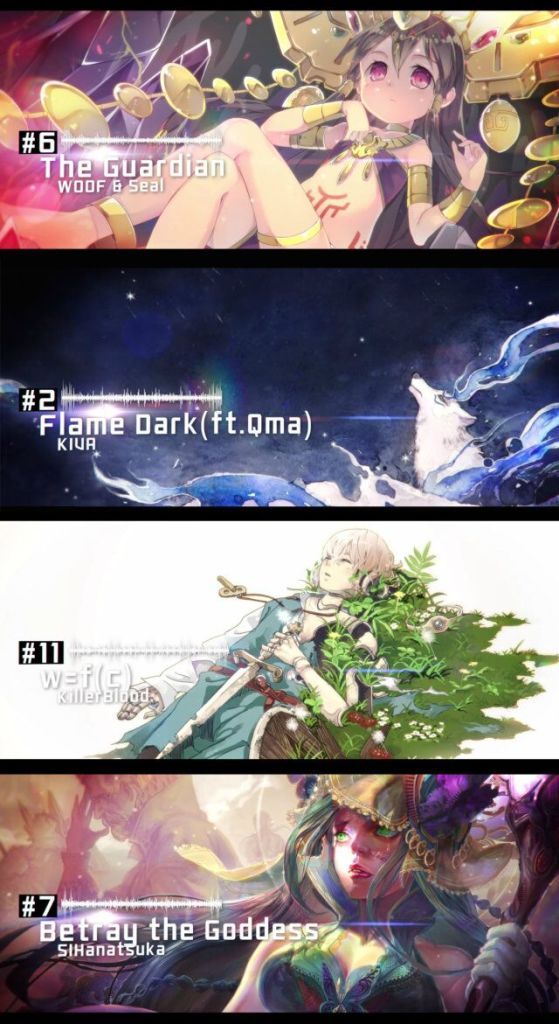 #6
The Guardian
WOOF & Seal
#2
Flame Dark(ft.Qma)
KIVA
#11
w=f(c)
KillerBlood
#7
Betray the Goddess
SIHanatsuka